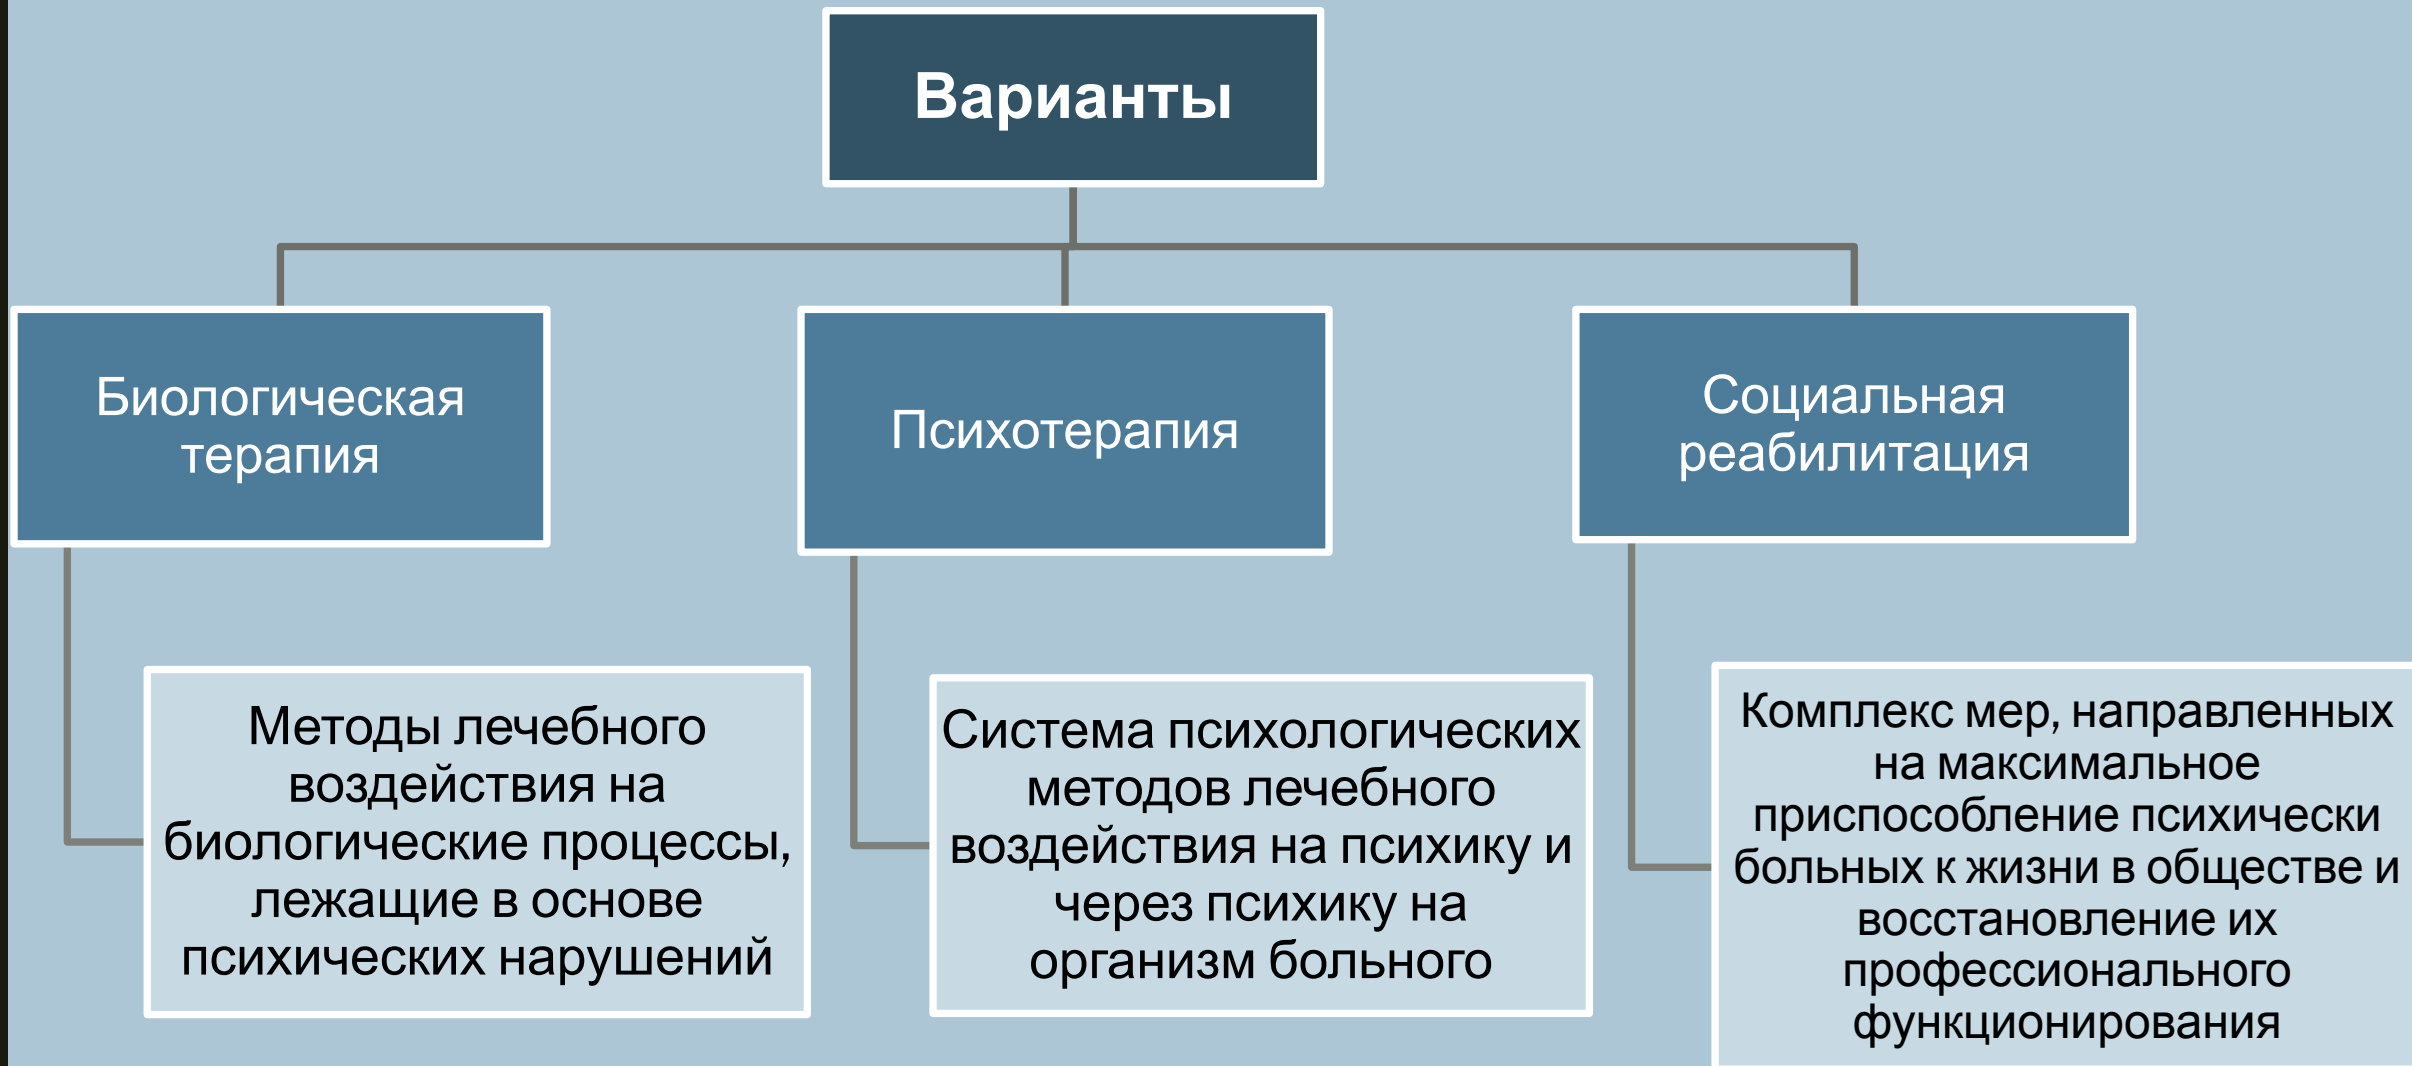 Варианты
Биологическая
терапия
Психотерапия
Социальная
реабилитация
Методы лечебного
воздействия на
биологические процессы,
лежащие в основе
психических нарушений
Система психологических
методов лечебного
воздействия на психику и
через психику на
организм больного
Комплекс мер, направленных
на максимальное
приспособление психически
больных к жизни в обществе и
восстановление их
профессионального
функционирования